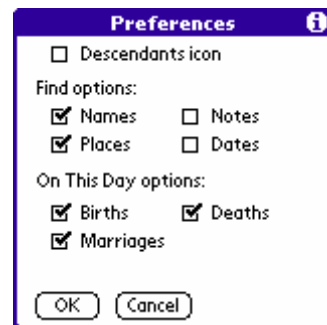 Preferences
Descendants icon
Find options:
Names Notes
Places Dates
On This Day options:
Births Deaths
Marriages
OK Cancel